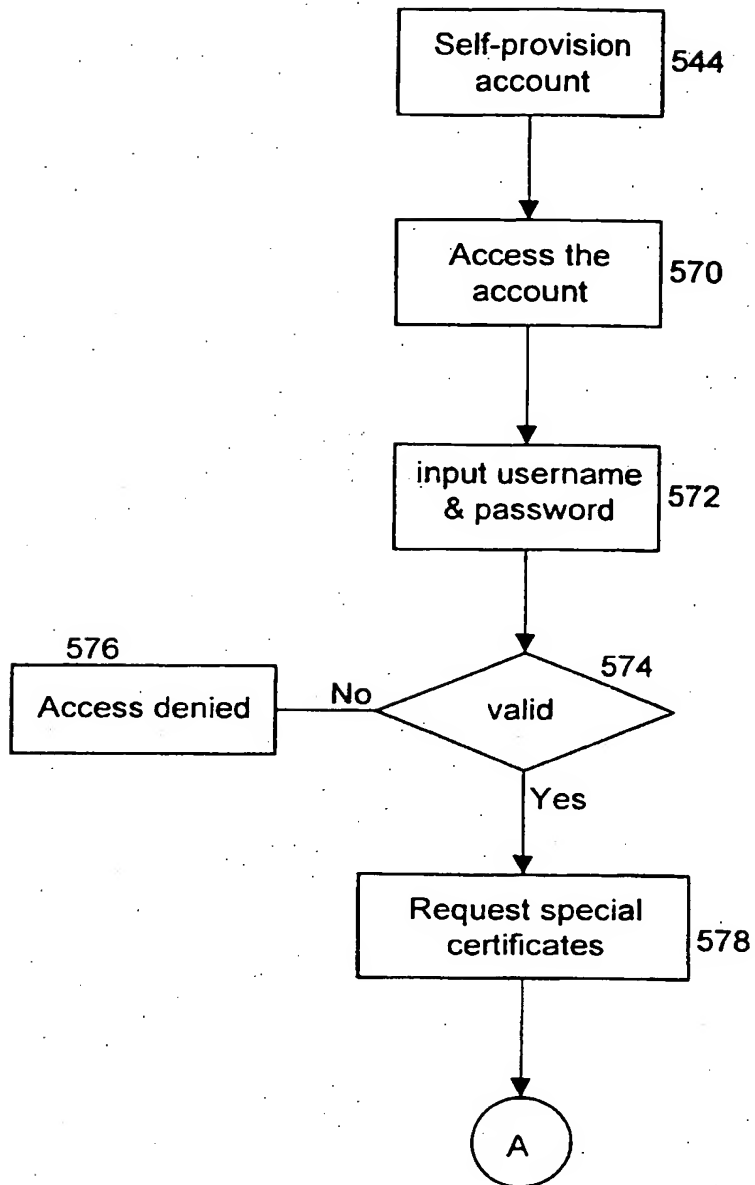 Self-provision
account
544
Access the
account
570
input username
& password
572
576
Access denied
No
valid
574
Yes
Request special
certificates
578
A